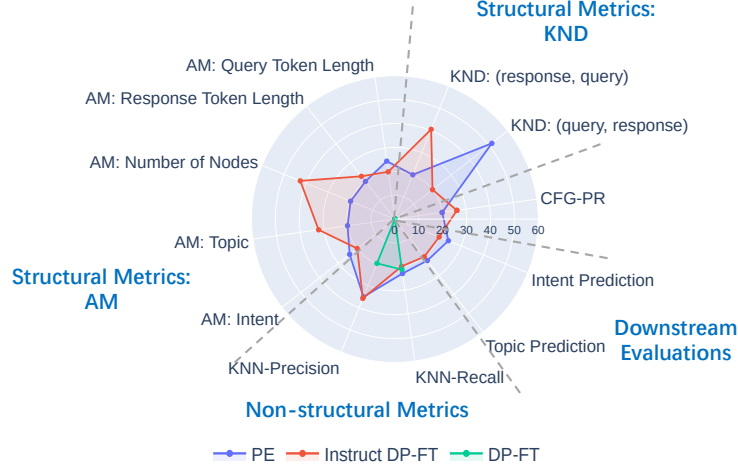 Structural Metrics:
KND
AM: Query Token Length
KND: (response, query)
AM: Response Token Length
KND: (query, response)
AM: Number of Nodes
CFG-PR
0 10 20 30 40 50 60
AM: Topic
Intent Prediction
Structural Metrics:
AM
AM: Intent
Downstream
Evaluations
Topic Prediction
KNN-Precision
KNN-Recall
Non-structural Metrics
PE Instruct DP-FT DP-FT